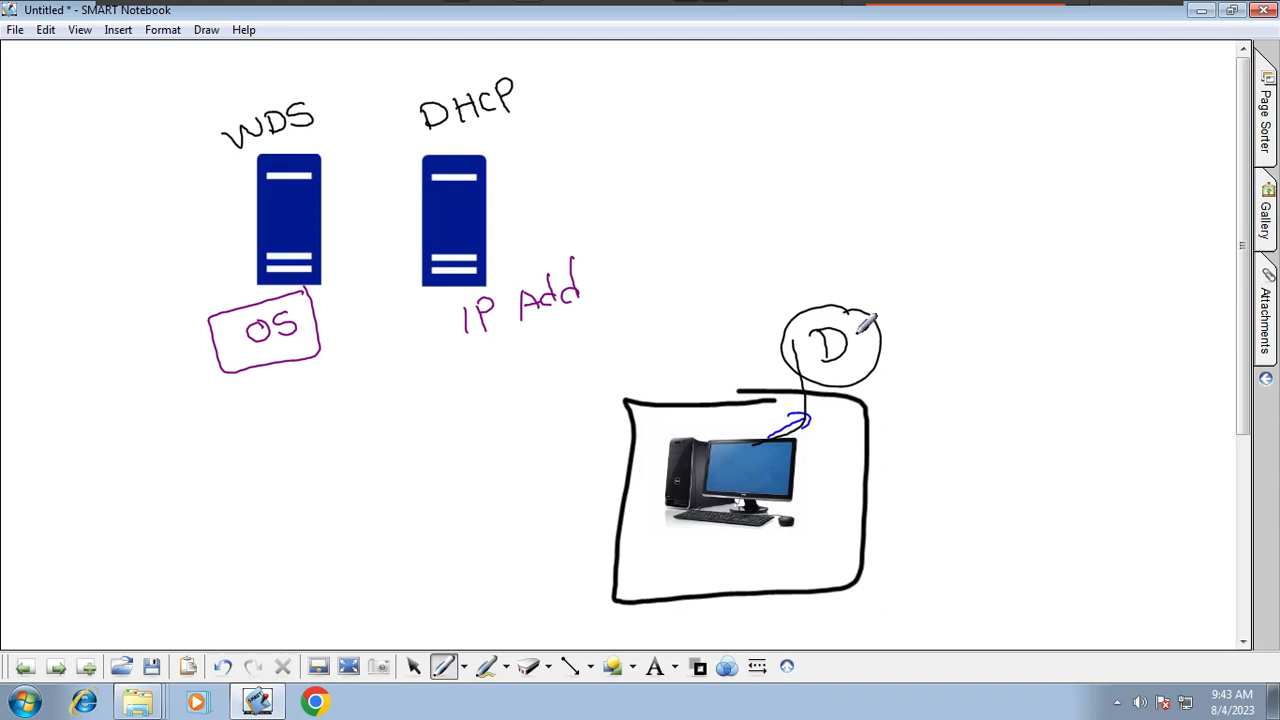 Untitled * - SMART Notebook
File Edit View Insert Format Draw Help
WDS
DHCP
OS
IP Add
D
Page Sorter
Gallery
Attachments
A
9:43 AM
8/4/2023